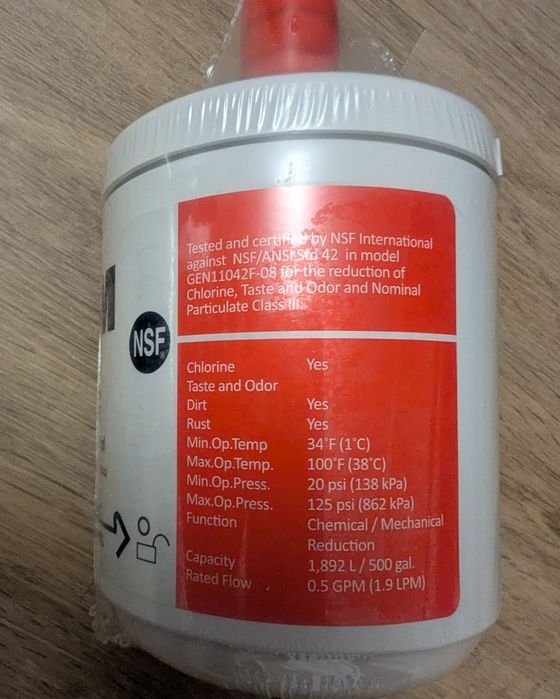 Tested and certified by NSF International
against NSF/ANSI Std 42 in model
GEN11042F-08 for the reduction of
Chlorine, Taste and Odor and Nominal
Particulate Class III.
NSF®
Chlorine Yes
Taste and Odor
Dirt Yes
Rust Yes
Min.Op.Temp 34°F (1°C)
Max.Op.Temp. 100°F (38°C)
Min.Op.Press. 20 psi (138 kPa)
Max.Op.Press. 125 psi (862 kPa)
Function Chemical / Mechanical
Reduction
Capacity 1,892 L / 500 gal.
Rated Flow 0.5 GPM (1.9 LPM)